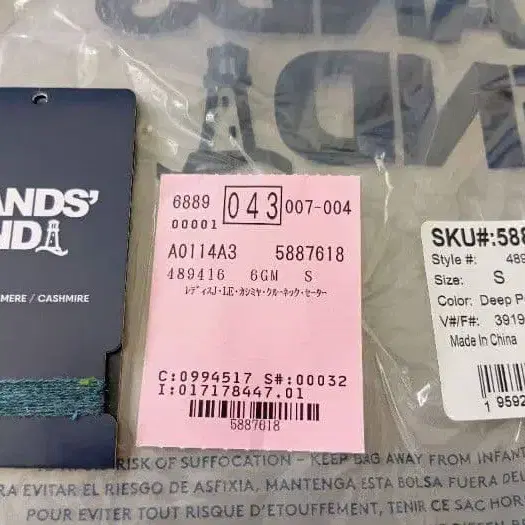 LANDS'
ND
ANDS'
ND
MERE / CASHMIRE
6889 043 007-004
00001
A0114A3 5887618
489416 6GM S
レディスJ・LE・カシミヤ・クルーネック・セーター
C:0994517 S#:00032
I:017178447.01
5887618
SKU#:588
Style #: 489
Size: S
Color: Deep P
V#/F#: 3919
Made In China
1 9592
RISK OF SUFFOCATION - KEEP BAG AWAY FROM INFANT
RA EVITAR EL RIESGO DE ASFIXIA, MANTENGA ESTA BOLSA FUERA DE
POUR ÉVITER TOUT RISQUE D'ÉTOUFFEMENT, TENIR CE SAC HOR